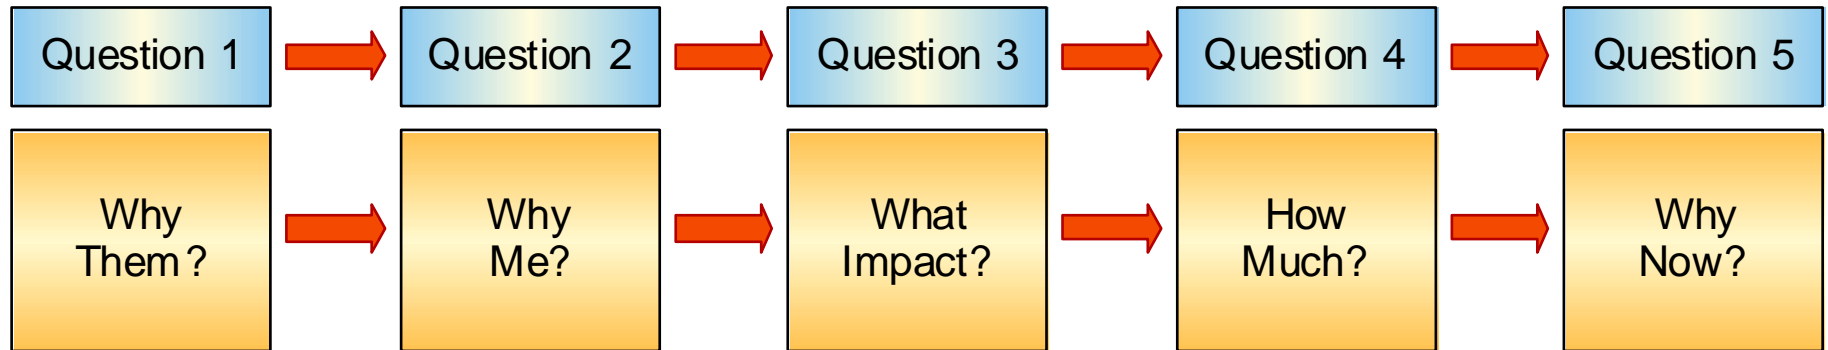 Question 1
Question 2
Question 3
Question 4
Question 5
Why
Them?
Why
Me?
What
Impact?
How
Much?
Why
Now?